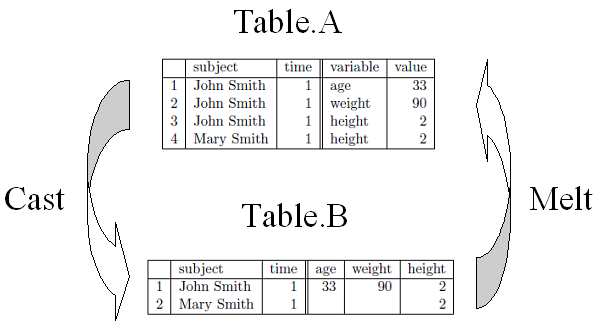 Table.A
subject time variable value
1 John Smith 1 age 33
2 John Smith 1 weight 90
3 John Smith 1 height 2
4 Mary Smith 1 height 2
Cast
Melt
Table.B
subject time age weight height
1 John Smith 1 33 90 2
2 Mary Smith 1 2